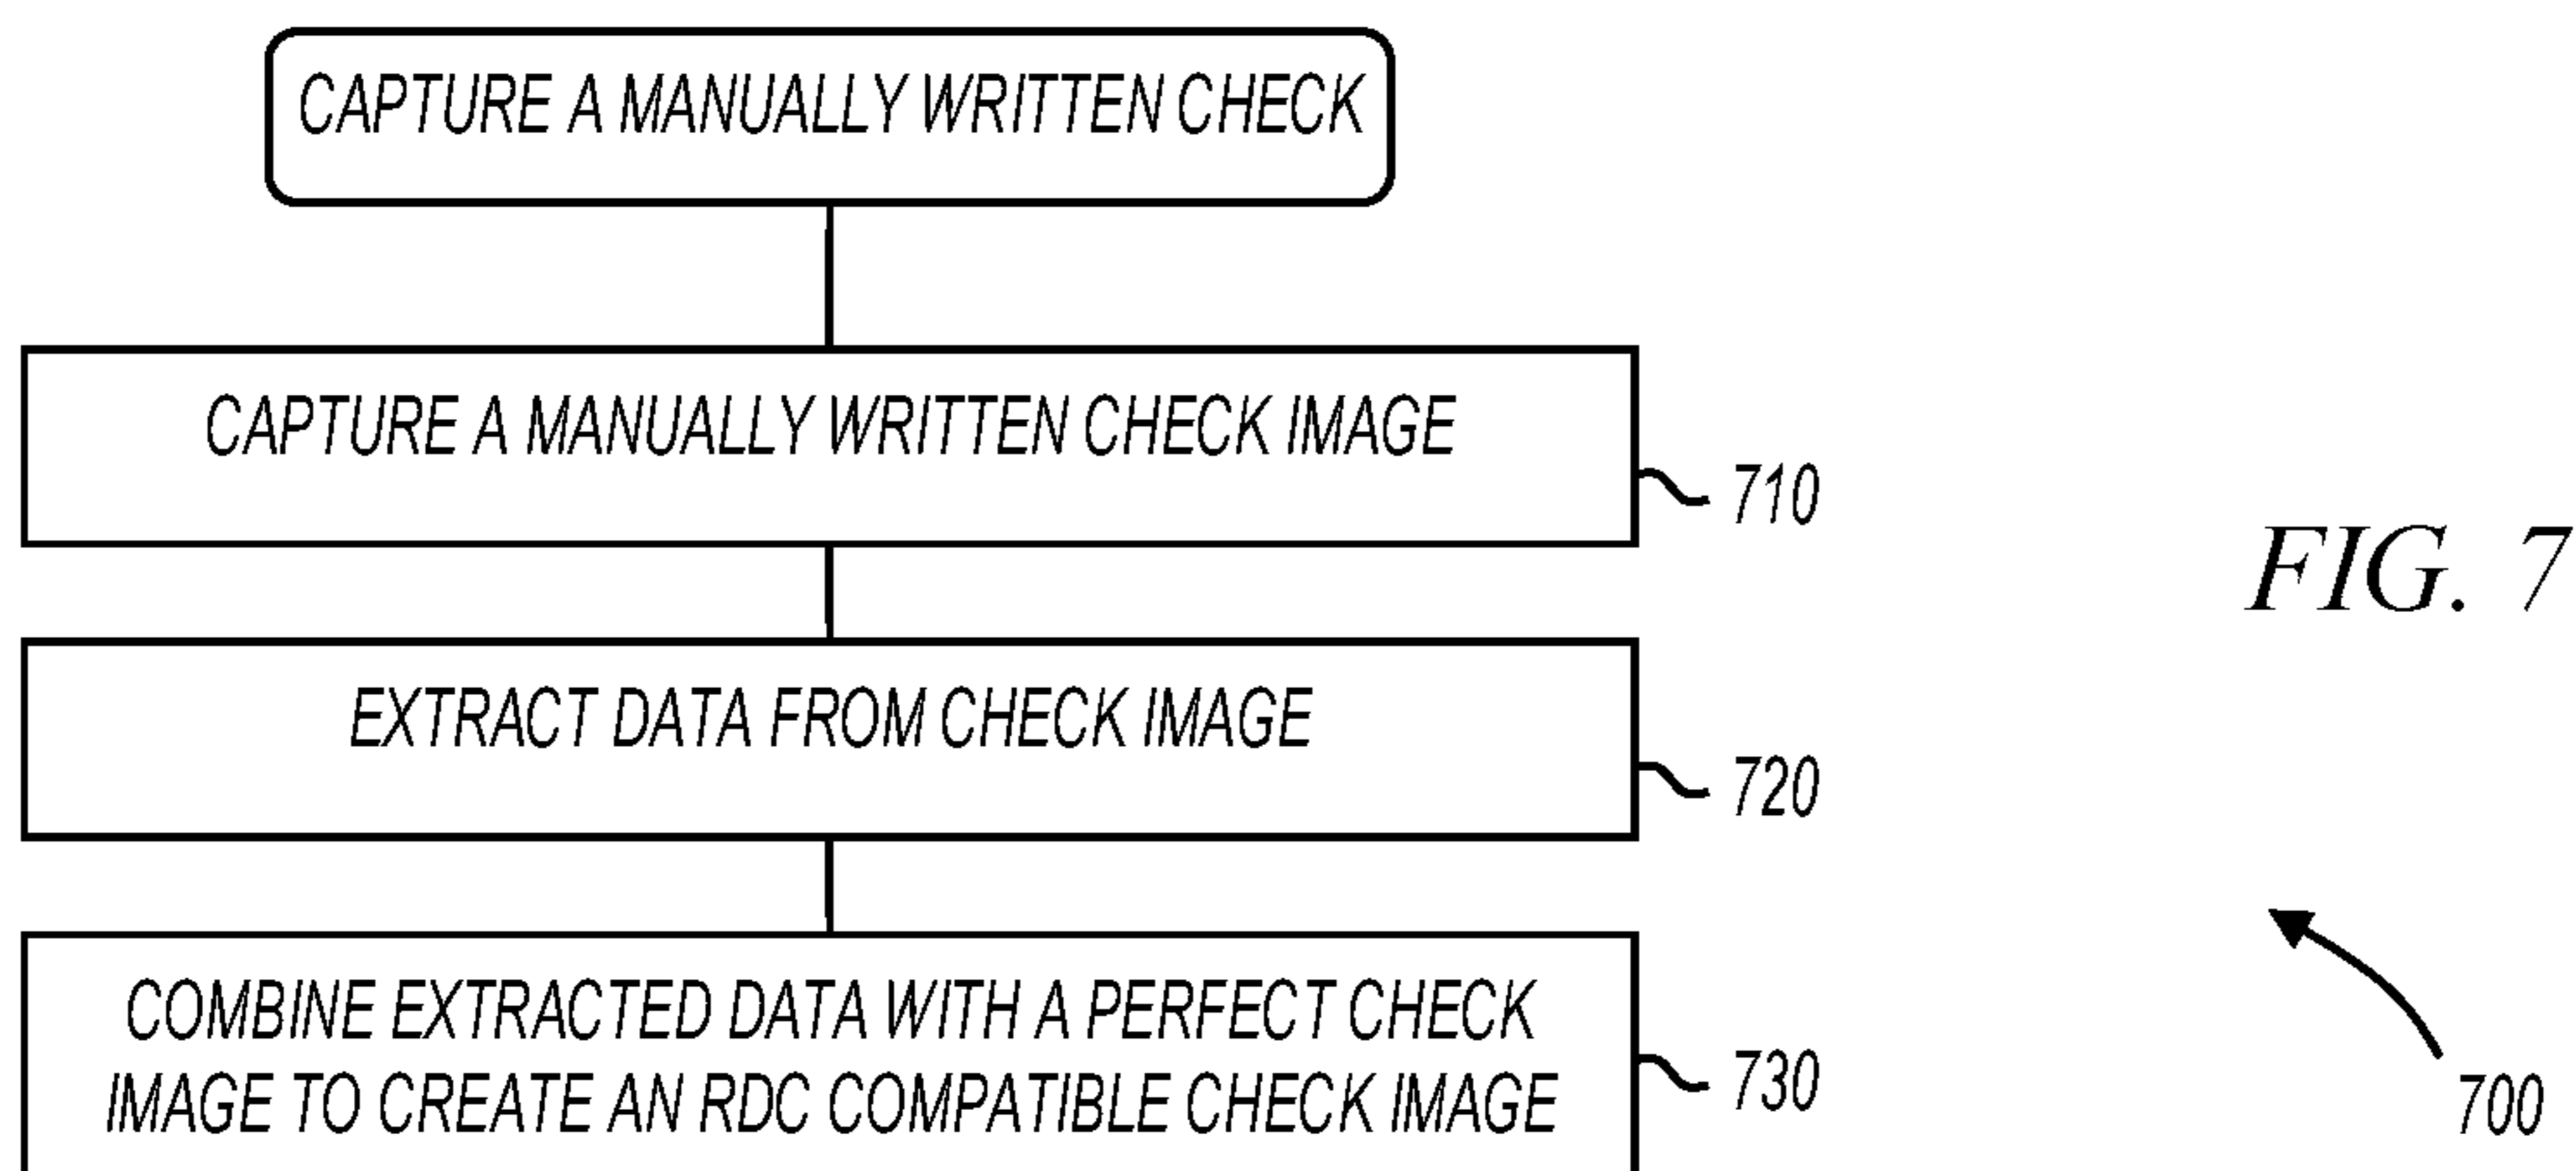 CAPTURE A MANUALLY WRITTEN CHECK
CAPTURE A MANUALLY WRITTEN CHECK IMAGE
710
EXTRACT DATA FROM CHECK IMAGE
720
COMBINE EXTRACTED DATA WITH A PERFECT CHECK
IMAGE TO CREATE AN RDC COMPATIBLE CHECK IMAGE
730
FIG. 7
700